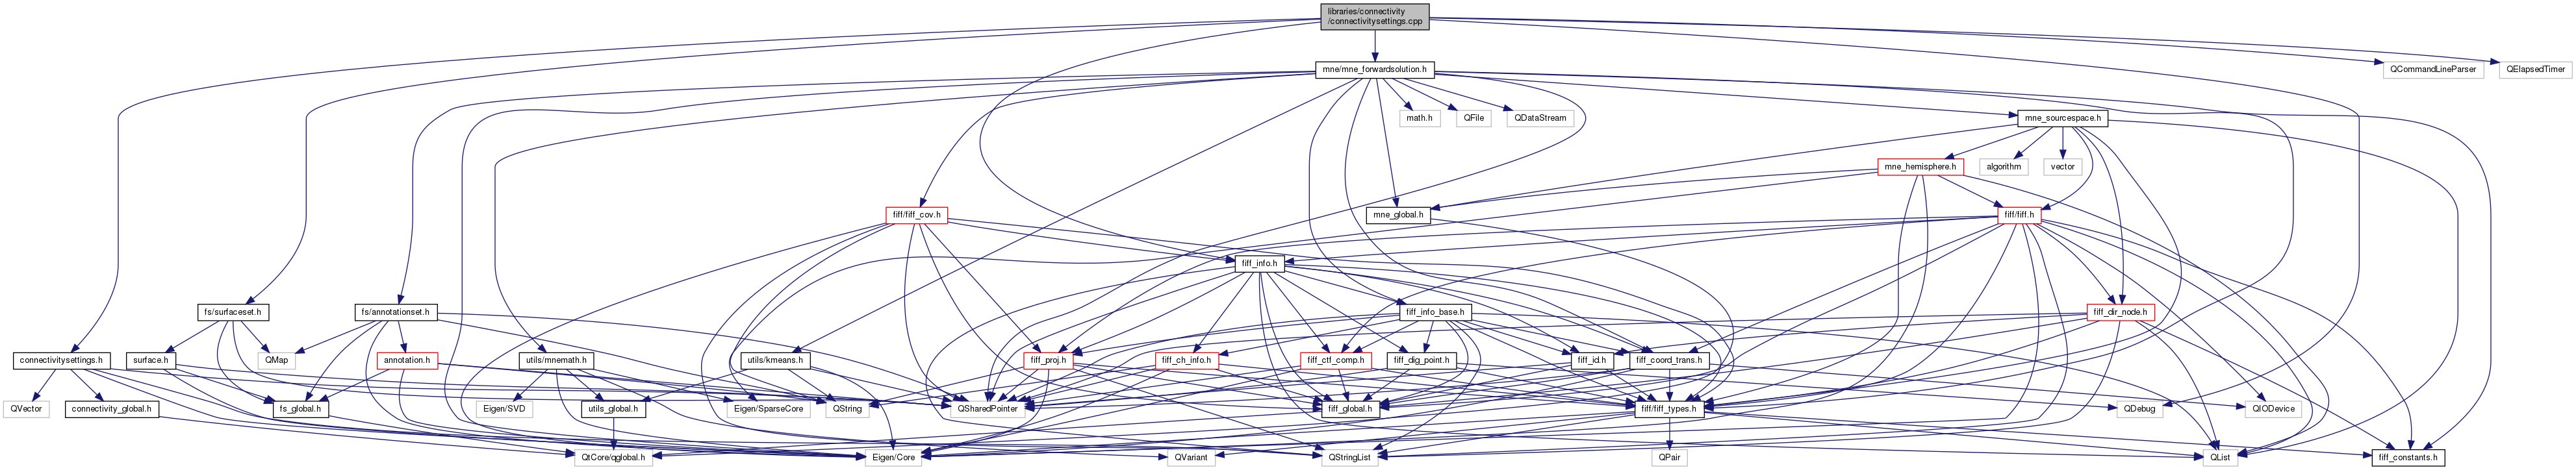 libraries/connectivity
/connectivitysettings.cpp
mne/mne_forwardsolution.h
QCommandLineParser
QElapsedTimer
math.h
QFile
QDataStream
mne_sourcespace.h
mne_hemisphere.h
algorithm
vector
fiff/fiff_cov.h
mne_global.h
fiff/fiff.h
fiff_info.h
fs/surfaceset.h
fs/annotationset.h
fiff_info_base.h
fiff_dir_node.h
connectivitysettings.h
surface.h
QMap
annotation.h
utils/mnemath.h
utils/kmeans.h
fiff_proj.h
fiff_ch_info.h
fiff_ctf_comp.h
fiff_dig_point.h
fiff_id.h
fiff_coord_trans.h
QVector
connectivity_global.h
fs_global.h
Eigen/SVD
utils_global.h
Eigen/SparseCore
QString
QSharedPointer
fiff_global.h
fiff/fiff_types.h
QDebug
QIODevice
QtCore/qglobal.h
Eigen/Core
QVariant
QStringList
QPair
QList
fiff_constants.h